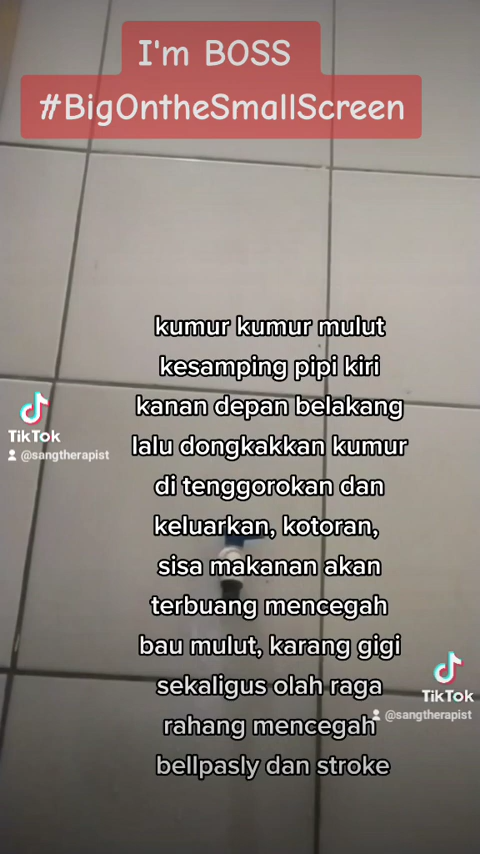 I'm BOSS
#BigOntheSmallScreen
kumur kumur mulut
kesamping pipi kiri
kanan depan belakang
lalu dongkakkan kumur
di tenggorokan dan
keluarkan, kotoran,
sisa makanan akan
terbuang mencegah
bau mulut, karang gigi
sekaligus olah raga
rahang mencegah
bellpasly dan stroke
TikTok
@sangtherapist
TikTok
@sangtherapist